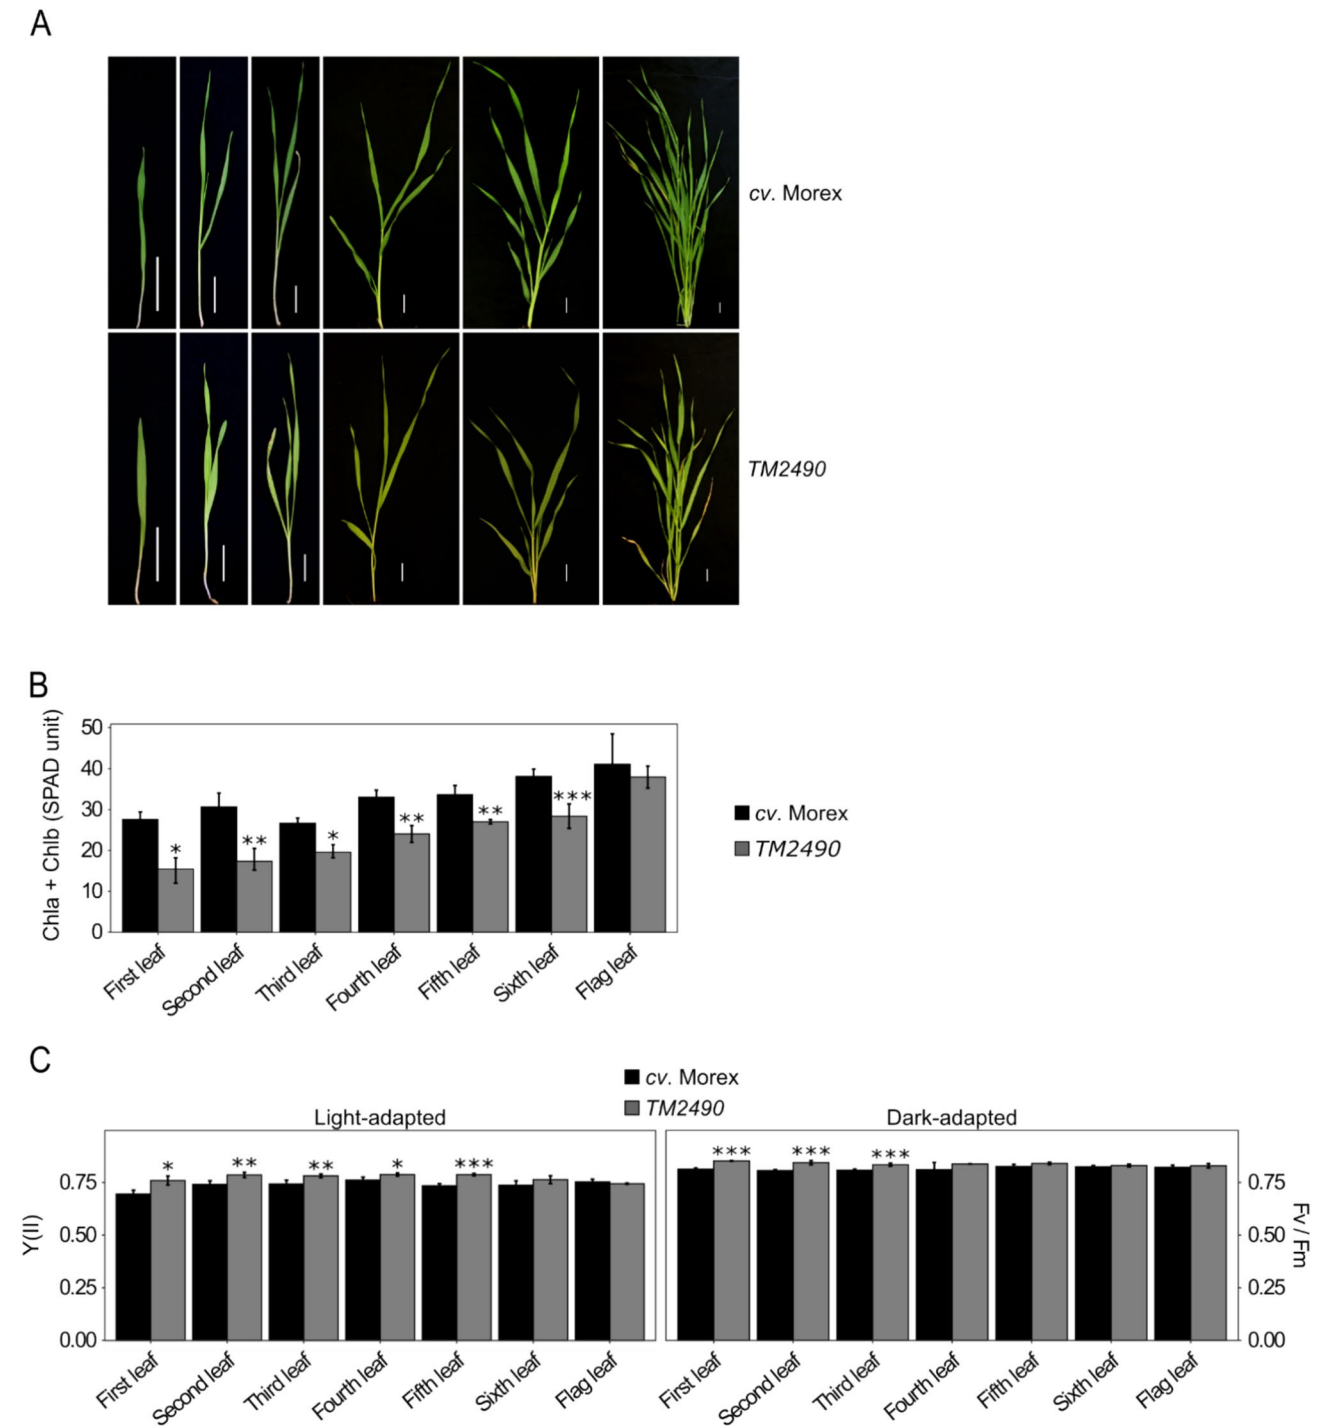 A
cv. Morex
TM2490
B
Chla + Chlb (SPAD unit)
50
40
30
20
10
0
*
**
*
**
**
***
First leaf
Second leaf
Third leaf
Fourth leaf
Fifth leaf
Sixth leaf
Flag leaf
cv. Morex
TM2490
C
cv. Morex
TM2490
Light-adapted
Dark-adapted
Y(II)
0.75
0.50
0.25
0.00
*
**
**
*
***
***
***
***
0.75
0.50
0.25
0.00
Fv / Fm
First leaf
Second leaf
Third leaf
Fourth leaf
Fifth leaf
Sixth leaf
Flag leaf
First leaf
Second leaf
Third leaf
Fourth leaf
Fifth leaf
Sixth leaf
Flag leaf